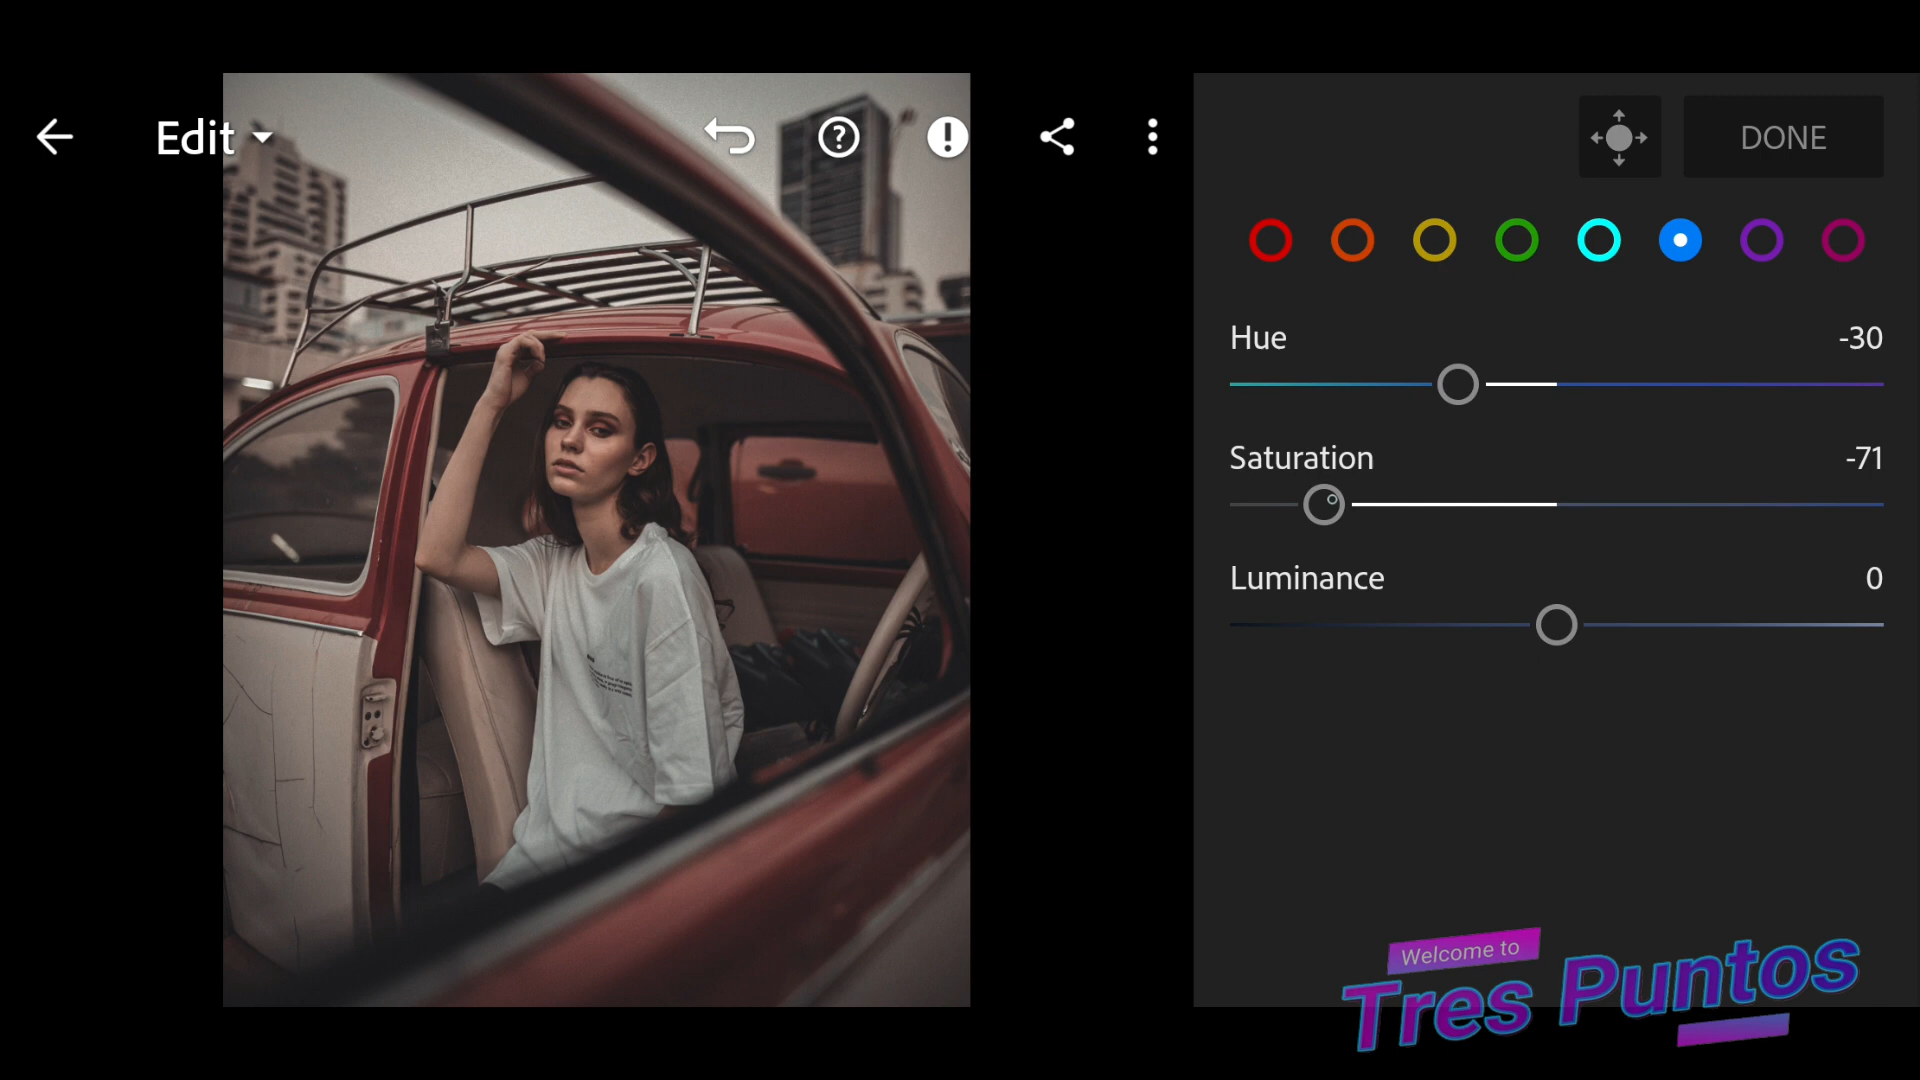 Edit
DONE
Hue -30
Saturation -71
Luminance 0
Welcome to
Tres Puntos